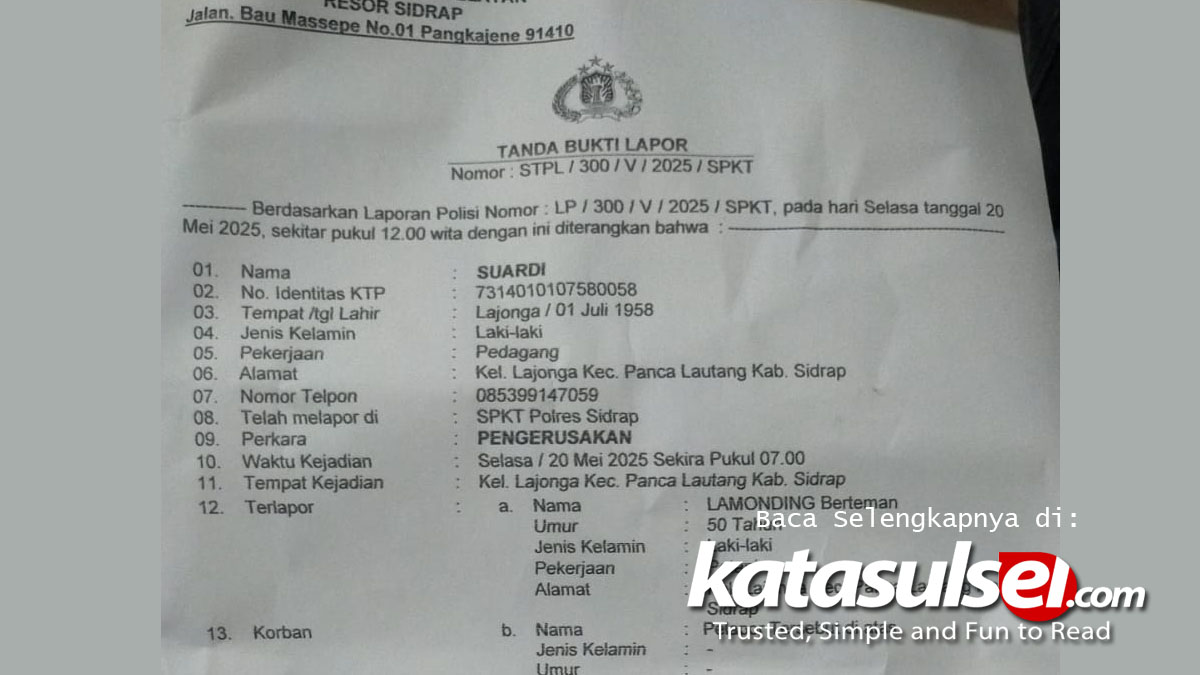 RESOR SIDRAP
Jalan. Bau Massepe No.01 Pangkajene 91410
TANDA BUKTI LAPOR
Nomor : STPL / 300 / V / 2025 / SPKT
Berdasarkan Laporan Polisi Nomor : LP / 300 / V / 2025 / SPKT, pada hari Selasa tanggal 20
Mei 2025, sekitar pukul 12.00 wita dengan ini diterangkan bahwa :
01. Nama : SUARDI
02. No. Identitas KTP : 7314010107580058
03. Tempat /tgl Lahir : Lajonga / 01 Juli 1958
04. Jenis Kelamin : Laki-laki
05. Pekerjaan : Pedagang
06. Alamat : Kel. Lajonga Kec. Panca Lautang Kab. Sidrap
07. Nomor Telpon : 085399147059
08. Telah melapor di : SPKT Polres Sidrap
09. Perkara : PENGERUSAKAN
10. Waktu Kejadian : Selasa / 20 Mei 2025 Sekira Pukul 07.00
11. Tempat Kejadian : Kel. Lajonga Kec. Panca Lautang Kab. Sidrap
12. Terlapor : a. Nama : LAMONDING Berteman
Umur : 50 Tahun
Baca Selengkapnya di:
Jenis Kelamin : Laki-laki
Pekerjaan :
Alamat :
katasulsel.com
Sidrap
Trusted, Simple and Fun to Read
13. Korban b. Nama :
Jenis Kelamin : -
Umur : -